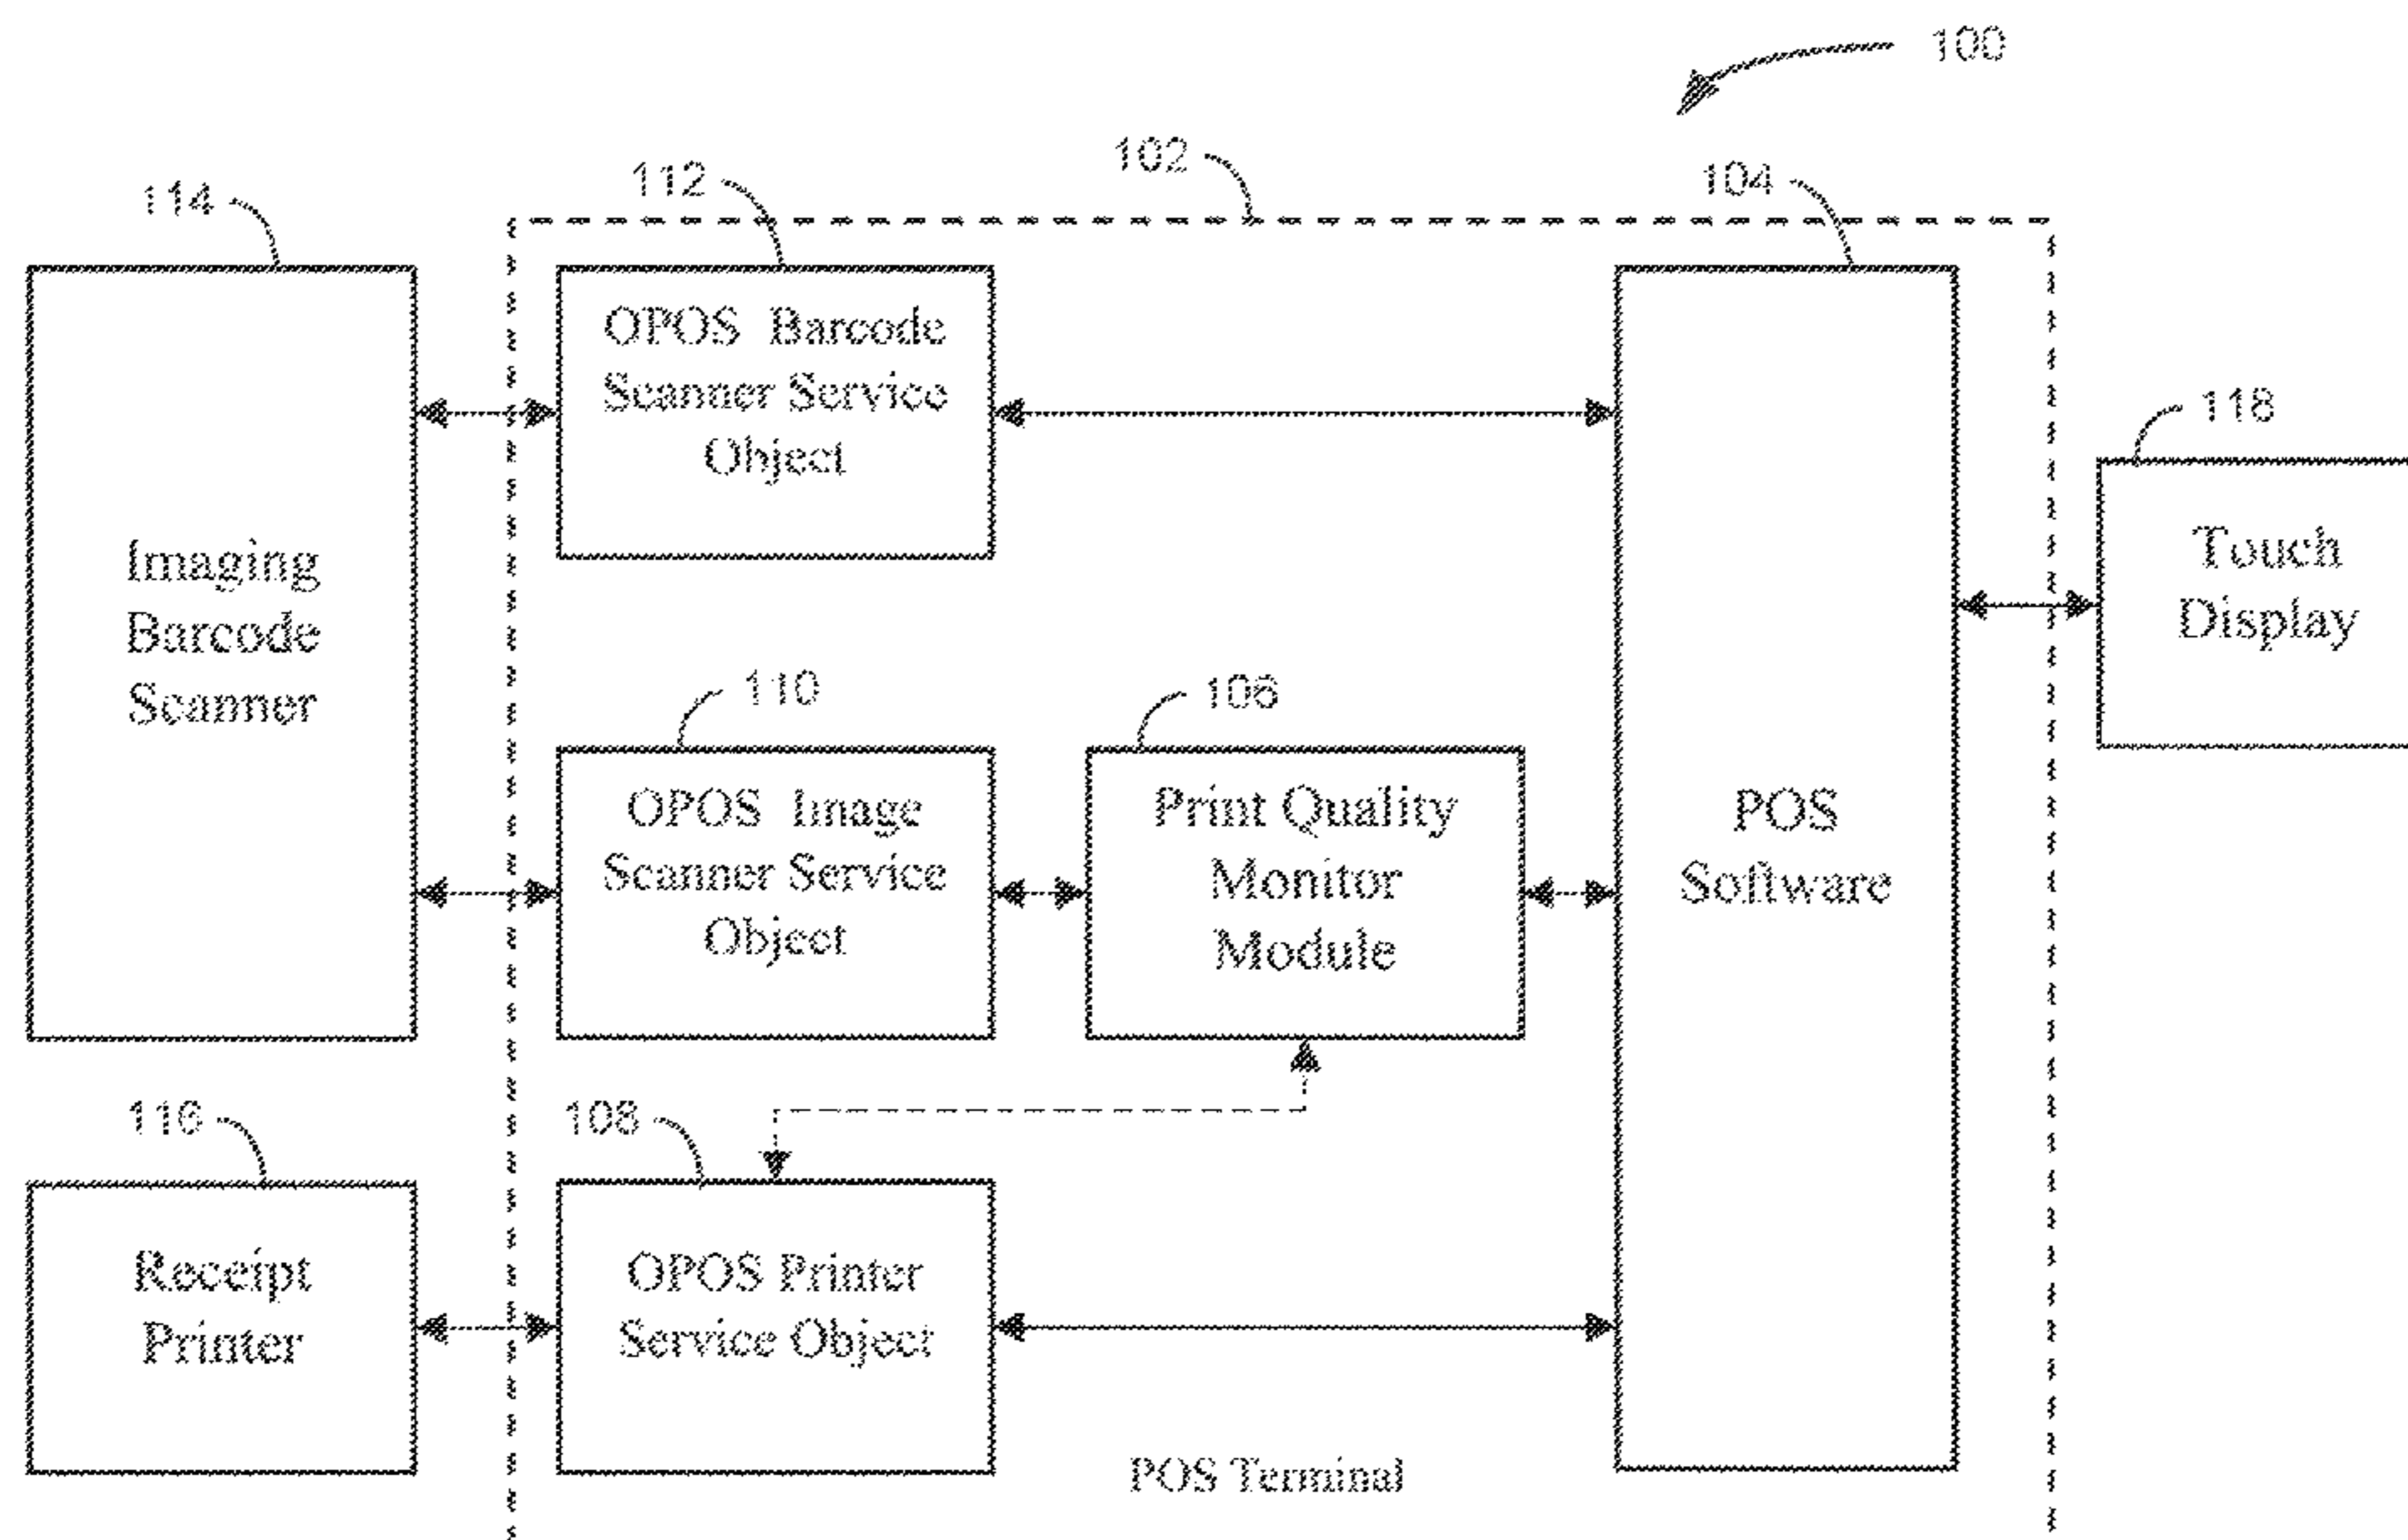 100
102
112
104
114
OPOS Barcode
Scanner Service
Object
118
Imaging
Barcode
Scanner
Touch
Display
110
106
OPOS Image
Scanner Service
Object
Print Quality
Monitor
Module
POS
Software
116
108
Receipt
Printer
OPOS Printer
Service Object
POS Terminal